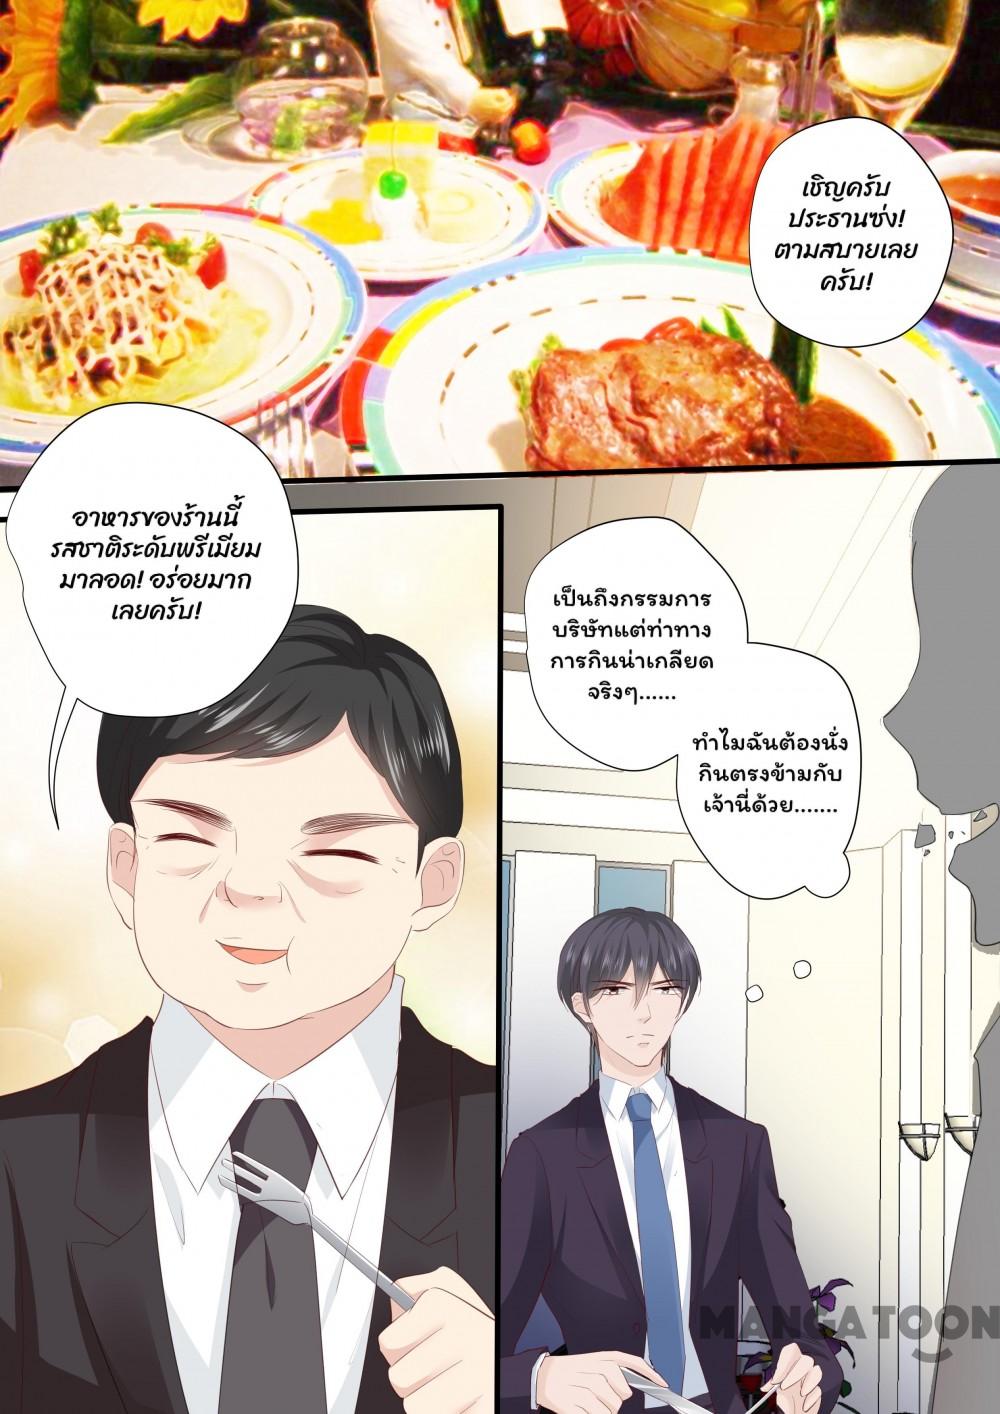 เชิญครับ
ประธานซ่ง!
ตามสบายเลย
ครับ!
อาหารของร้านนี้
รสชาติระดับพรีเมียม
มาลอด! อร่อยมาก
เลยครับ!
เป็นถึงกรรมการ
บริษัทแต่ท่าทาง
การกินน่าเกลียด
จริงๆ......
ทำไมฉันต้องนั่ง
กินตรงข้ามกับ
เจ้านี่ด้วย.......
MANGATOON